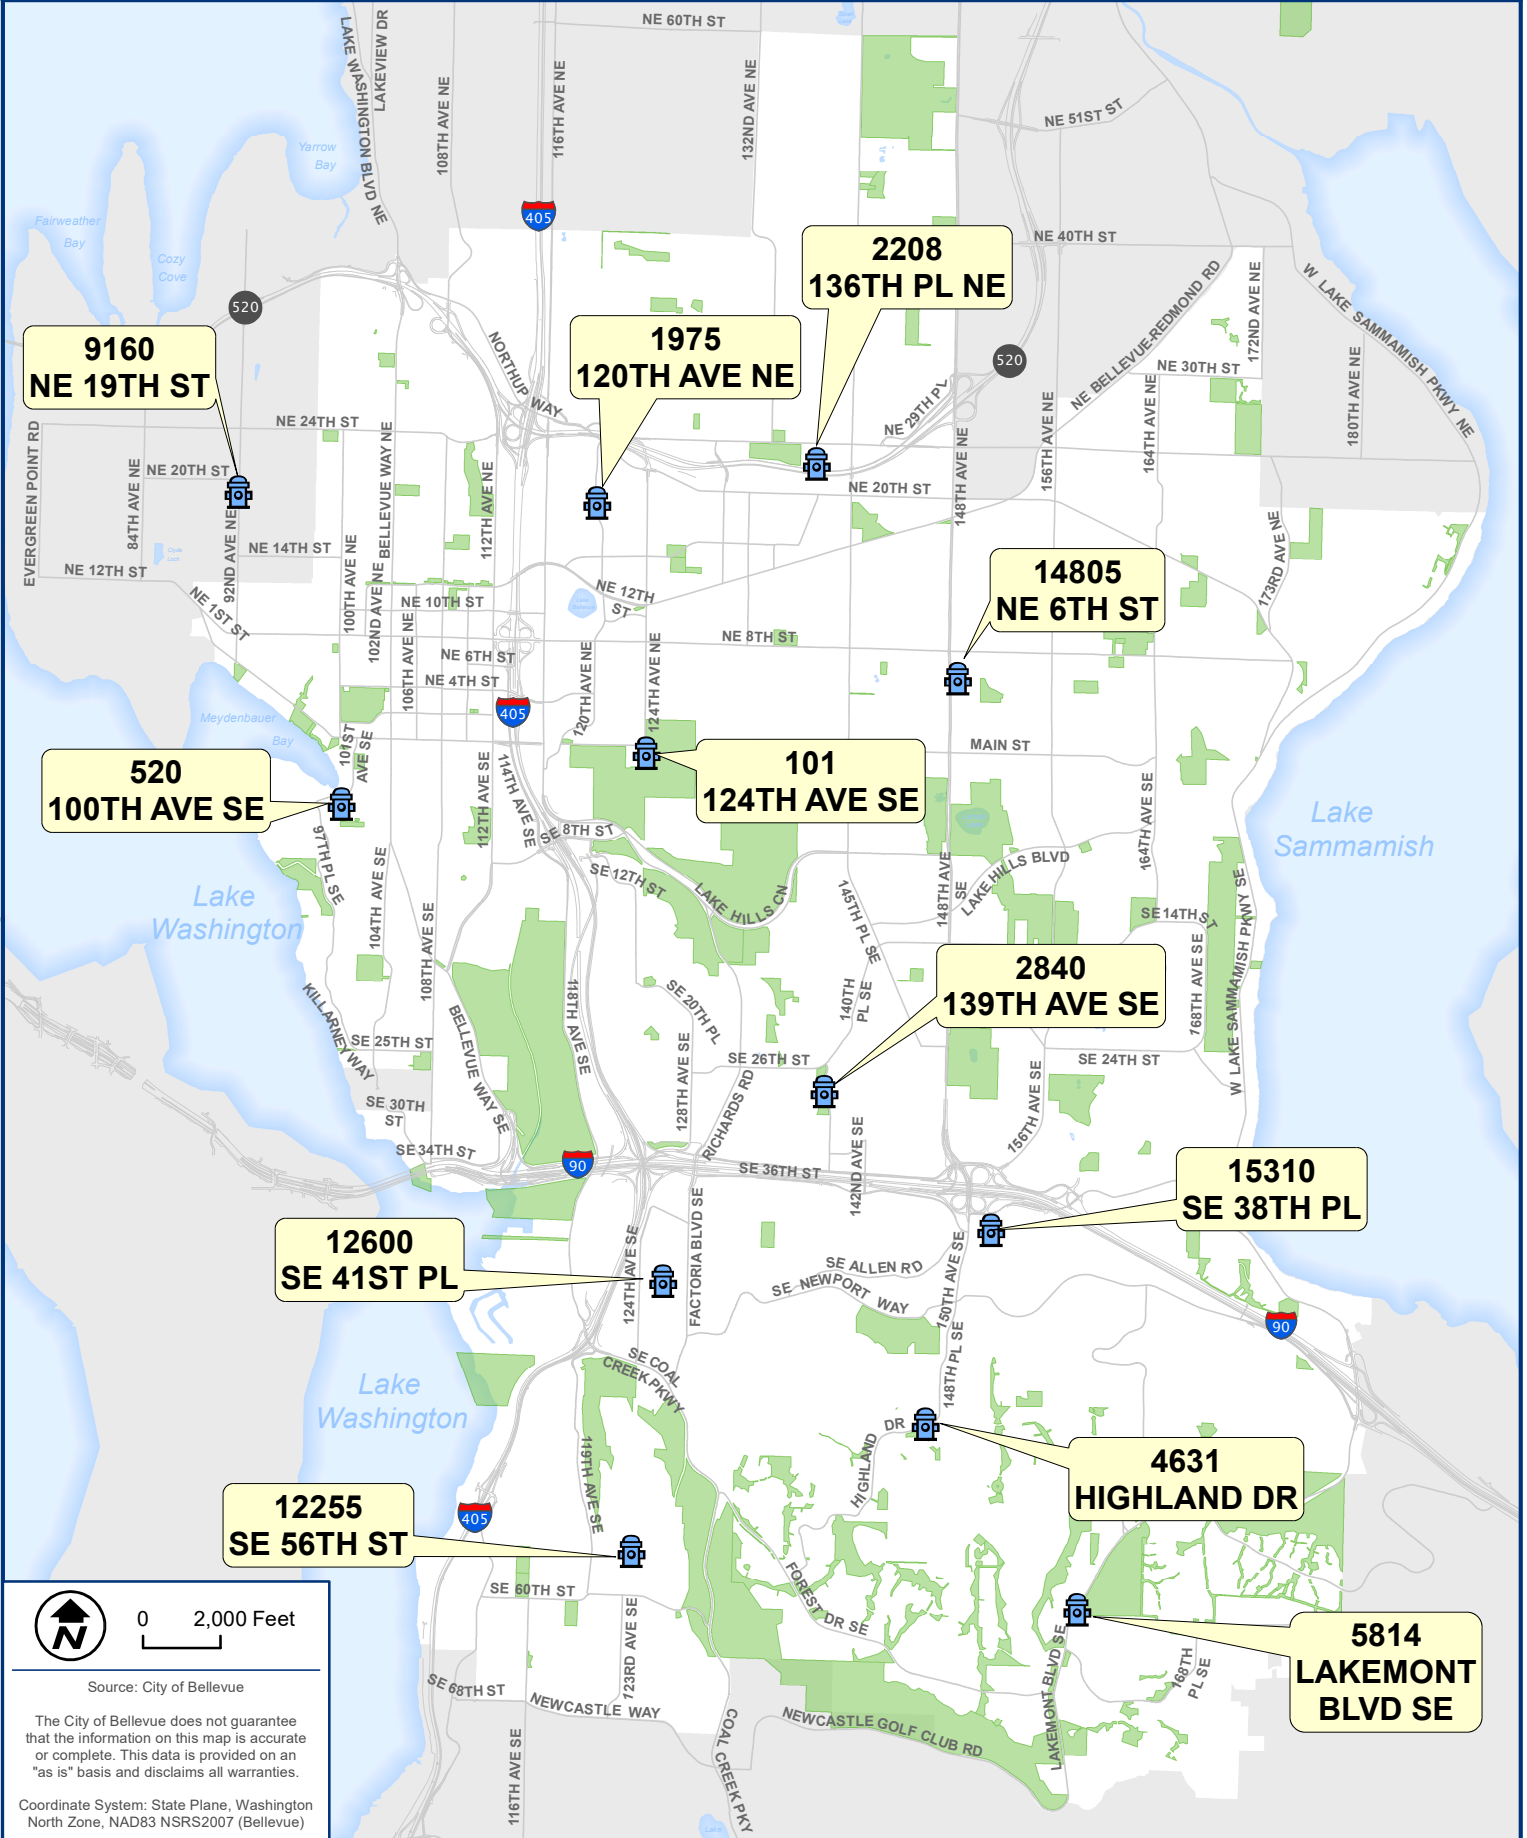 NE 60TH ST
LAKE WASHINGTON BLVD NE
LAKEVIEW DR
108TH AVE NE
116TH AVE NE
132ND AVE NE
NE 51ST ST
Yarrow
Bay
Fairweather
Bay
Cozy
Cove
405
520
NE 40TH ST
2208
136TH PL NE
NE BELLEVUE-REDMOND RD
172ND AVE NE
W LAKE SAMMAMISH PKWY NE
9160
NE 19TH ST
1975
120TH AVE NE
NORTHUP WAY
520
NE 30TH ST
180TH AVE NE
NE 29TH PL
148TH AVE NE
156TH AVE NE
164TH AVE NE
EVERGREEN POINT RD
NE 24TH ST
84TH AVE NE
NE 20TH ST
BELLEVUE WAY NE
112TH AVE NE
NE 20TH ST
92ND AVE NE
NE 14TH ST
NE 12TH ST
NE 1ST ST
100TH AVE NE
102ND AVE NE
NE 10TH ST
106TH AVE NE
NE 12TH
ST
173RD AVE NE
14805
NE 6TH ST
NE 8TH ST
NE 6TH ST
NE 4TH ST
120TH AVE NE
124TH AVE NE
405
Meydenbauer
Bay
101ST
AVE SE
520
100TH AVE SE
112TH AVE SE
114TH AVE SE
101
124TH AVE SE
MAIN ST
164TH AVE SE
Lake
Sammamish
97TH PL SE
104TH AVE SE
SE 8TH ST
SE 12TH ST
LAKE HILLS CN
145TH PL SE
148TH AVE
SE
LAKE HILLS BLVD
SE 14TH ST
Lake
Washington
108TH AVE SE
118TH AVE SE
SE 20TH PL
140TH
PL SE
2840
139TH AVE SE
168TH AVE SE
W LAKE SAMMAMISH PKWY SE
KILLARNEY WAY
SE 25TH ST
BELLEVUE WAY SE
128TH AVE SE
SE 26TH ST
RICHARDS RD
SE 24TH ST
156TH AVE SE
SE 30TH
ST
SE 34TH ST
90
SE 36TH ST
142ND AVE SE
15310
SE 38TH PL
12600
SE 41ST PL
124TH AVE SE
FACTORIA BLVD SE
SE ALLEN RD
SE NEWPORT WAY
150TH AVE SE
148TH PL SE
90
SE COAL
CREEK PKWY
Lake
Washington
119TH AVE SE
HIGHLAND
DR
4631
HIGHLAND DR
12255
SE 56TH ST
405
SE 60TH ST
123RD AVE SE
FOREST DR SE
5814
LAKEMONT
BLVD SE
LAKEMONT BLVD SE
168TH
PL SE
SE 68TH ST
NEWCASTLE WAY
NEWCASTLE GOLF CLUB RD
COAL CREEK PKY
116TH AVE SE
Lake
N
0 2,000 Feet
Source: City of Bellevue
The City of Bellevue does not guarantee
that the information on this map is accurate
or complete. This data is provided on an
"as is" basis and disclaims all warranties.
Coordinate System: State Plane, Washington
North Zone, NAD83 NSRS2007 (Bellevue)